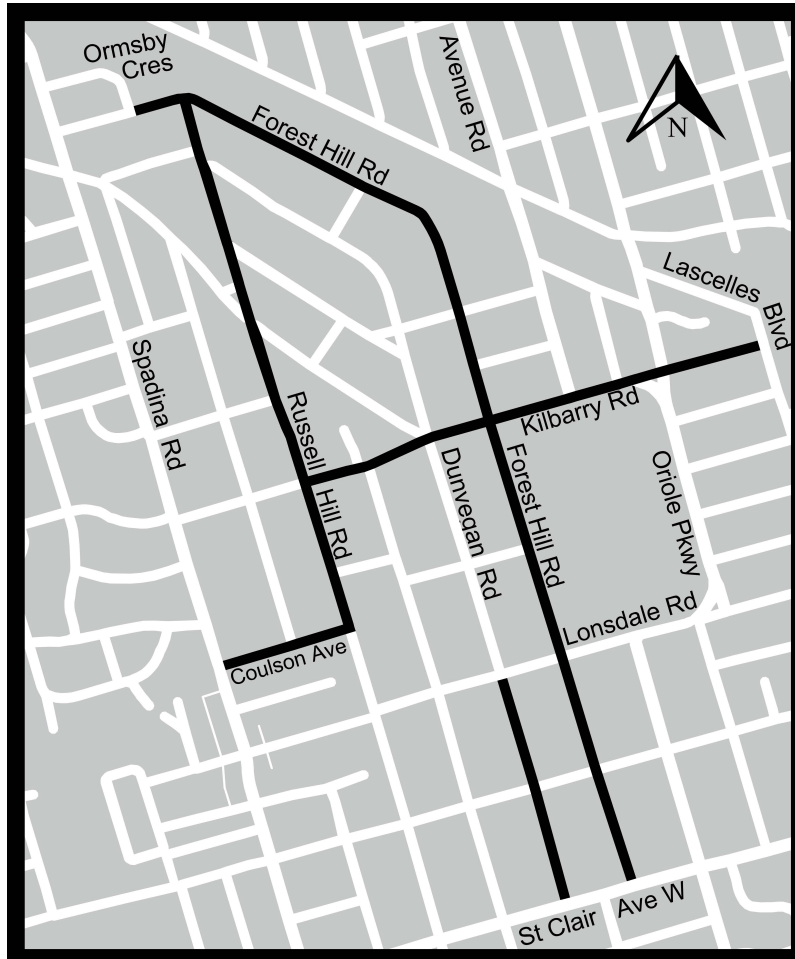 Ormsby
Cres
Avenue Rd
N
Forest Hill Rd
Lascelles
Blvd
Spadina
Rd
Russell
Hill Rd
Kilbarry Rd
Dunvegan
Rd
Forest Hill Rd
Oriole Pkwy
Lonsdale Rd
Coulson Ave
St Clair
Ave W